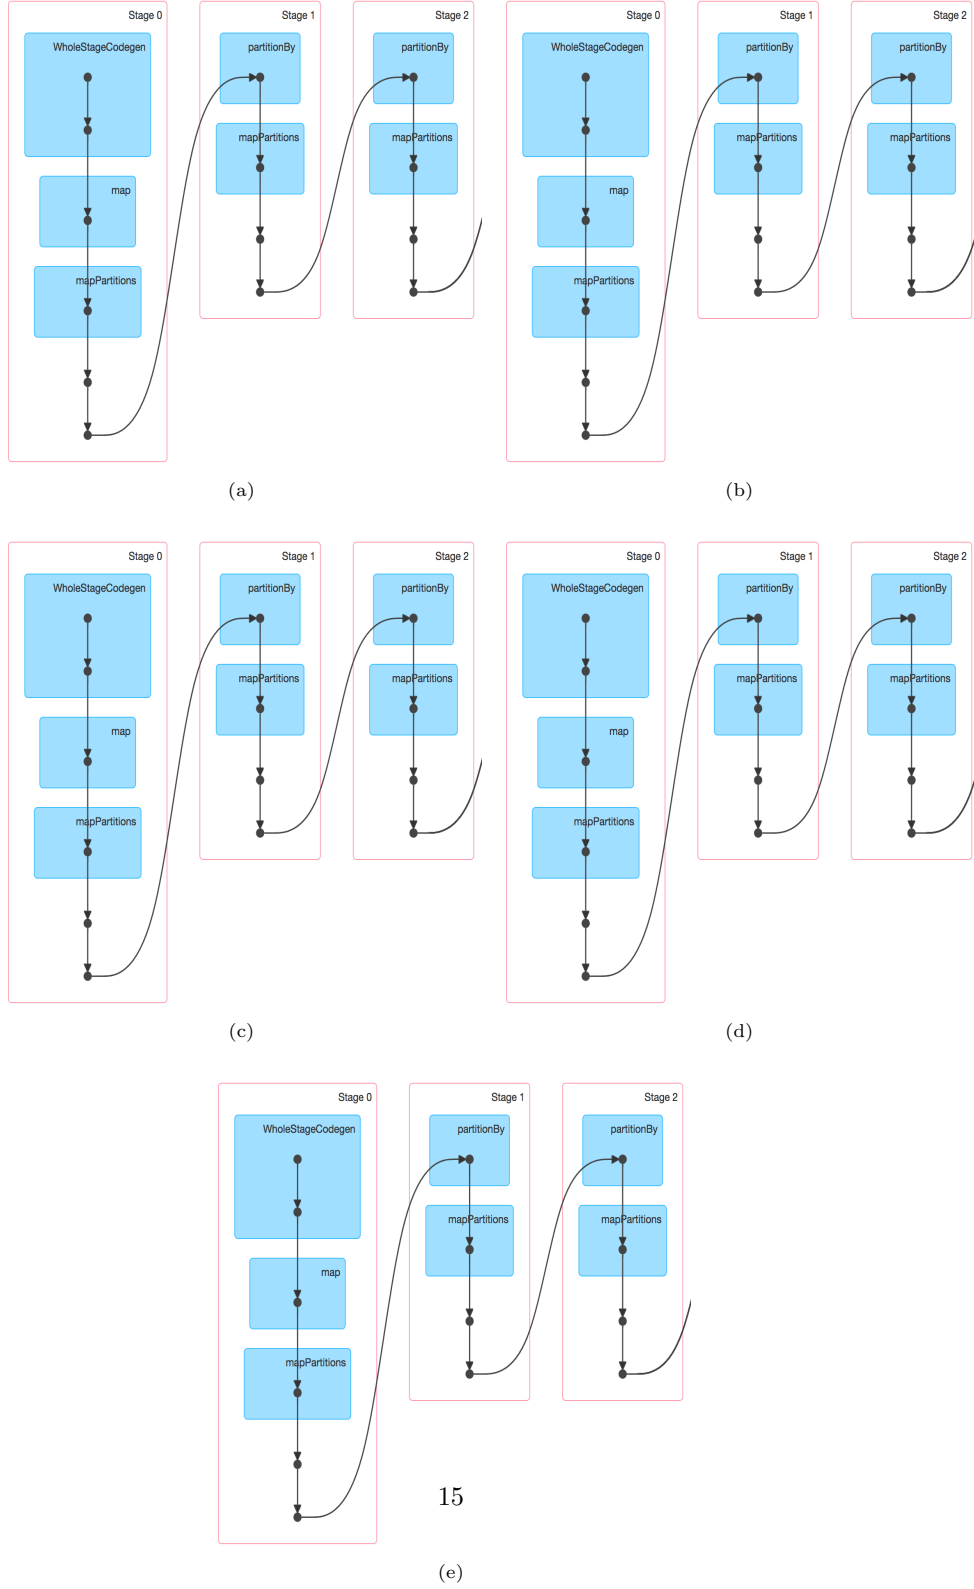 Stage 0
Stage 1
Stage 2
WholeStageCodegen
partitionBy
partitionBy
mapPartitions
mapPartitions
map
mapPartitions
(a)
Stage 0
Stage 1
Stage 2
WholeStageCodegen
partitionBy
partitionBy
mapPartitions
mapPartitions
map
mapPartitions
(b)
Stage 0
Stage 1
Stage 2
WholeStageCodegen
partitionBy
partitionBy
mapPartitions
mapPartitions
map
mapPartitions
(c)
Stage 0
Stage 1
Stage 2
WholeStageCodegen
partitionBy
partitionBy
mapPartitions
mapPartitions
map
mapPartitions
(d)
Stage 0
Stage 1
Stage 2
WholeStageCodegen
partitionBy
partitionBy
mapPartitions
mapPartitions
map
mapPartitions
15
(e)